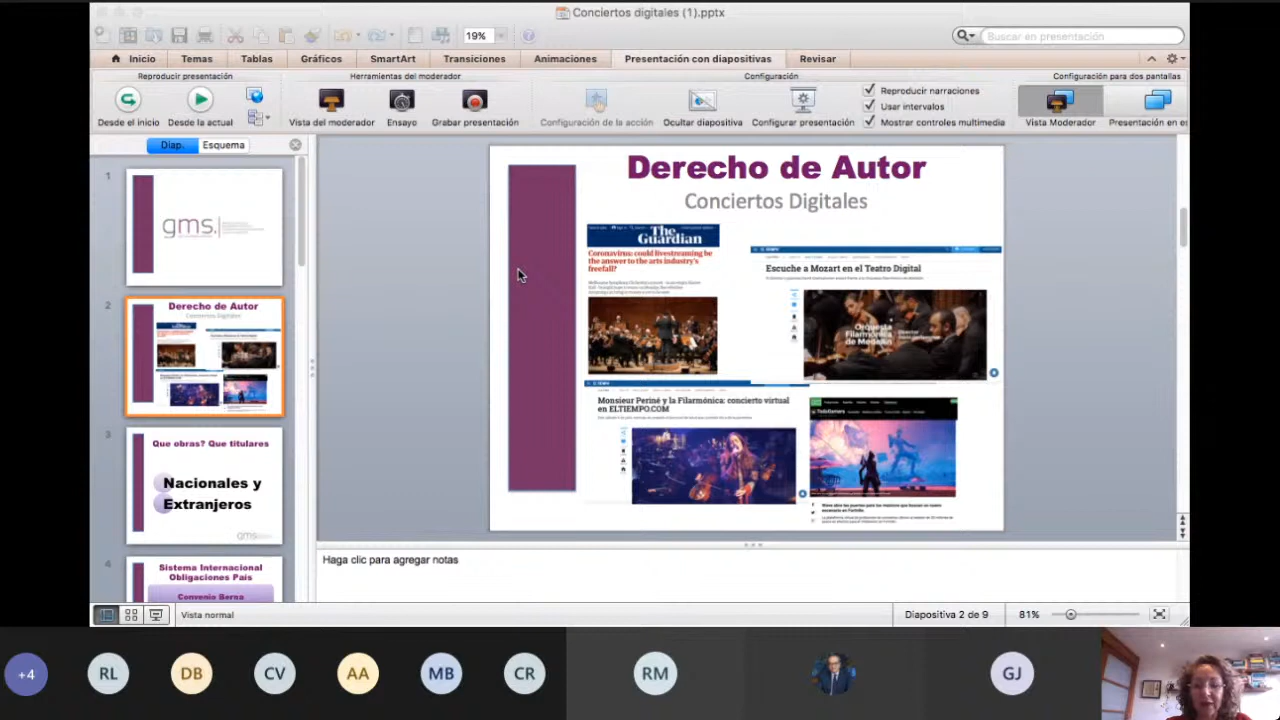 Conciertos digitales (1).pptx
19%
Buscar en presentación
Inicio
Temas
Tablas
Gráficos
SmartArt
Transiciones
Animaciones
Presentación con diapositivas
Revisar
Reproducir presentación
Herramientas del moderador
Configuración
Configuración para dos pantallas
Desde el inicio
Desde la actual
Vista del moderador
Ensayo
Grabar presentación
Configuración de la acción
Ocultar diapositiva
Configurar presentación
Reproducir narraciones
Usar intervalos
Mostrar controles multimedia
Vista Moderador
Presentación en es
Diap.
Esquema
1
gms.
2
Derecho de Autor
Conciertos Digitales
3
Que obras? Que titulares
Nacionales y
Extranjeros
gms
4
Sistema Internacional
Obligaciones País
Convenio Berna
Derecho de Autor
Conciertos Digitales
The
Guardian
Coronavirus: could livestreaming be
the answer to the arts industry's
freefall?
Escuche a Mozart en el Teatro Digital
Orquesta
Filarmónica
de Medellín
Monsieur Periné y la Filarmónica: concierto virtual
en ELTIEMPO.COM
Haga clic para agregar notas
Vista normal
Diapositiva 2 de 9
81%
+4
RL
DB
CV
AA
MB
CR
RM
GJ